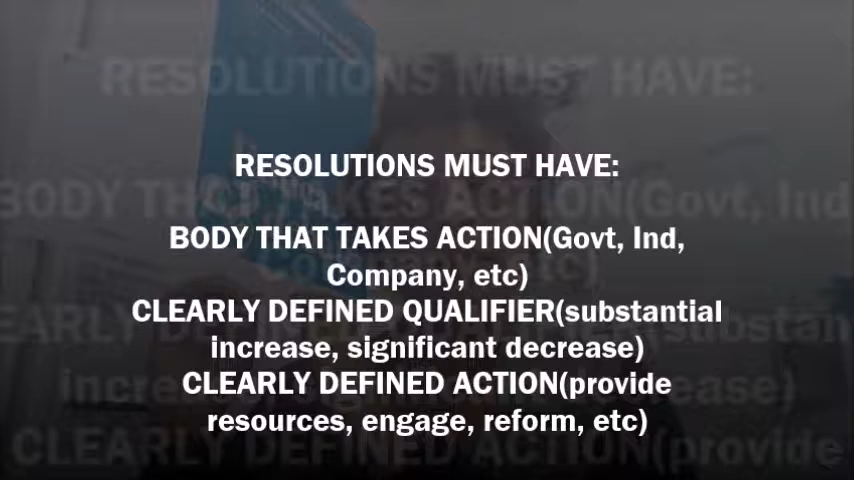 RESOLUTIONS MUST HAVE:
BODY THAT TAKES ACTION(Govt, Ind,
Company, etc)
CLEARLY DEFINED QUALIFIER(substantial
increase, significant decrease)
CLEARLY DEFINED ACTION(provide
resources, engage, reform, etc)